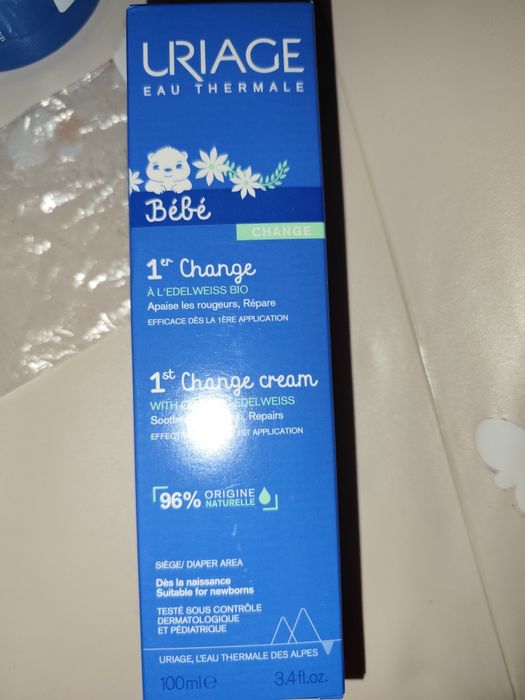 URIAGE
EAU THERMALE
Bébé
CHANGE
1er Change
À L'EDELWEISS BIO
Apaise les rougeurs, Répare
EFFICACE DÈS LA 1ÈRE APPLICATION
1st Change cream
WITH EDELWEISS
Repairs
1ST APPLICATION
96% ORIGINE
NATURELLE
SIÈGE/ DIAPER AREA
Dès la naissance
Suitable for newborns
TESTÉ SOUS CONTRÔLE
DERMATOLOGIQUE
ET PÉDIATRIQUE
URIAGE, L'EAU THERMALE DES ALPES
100ml e 3.4fl.oz.